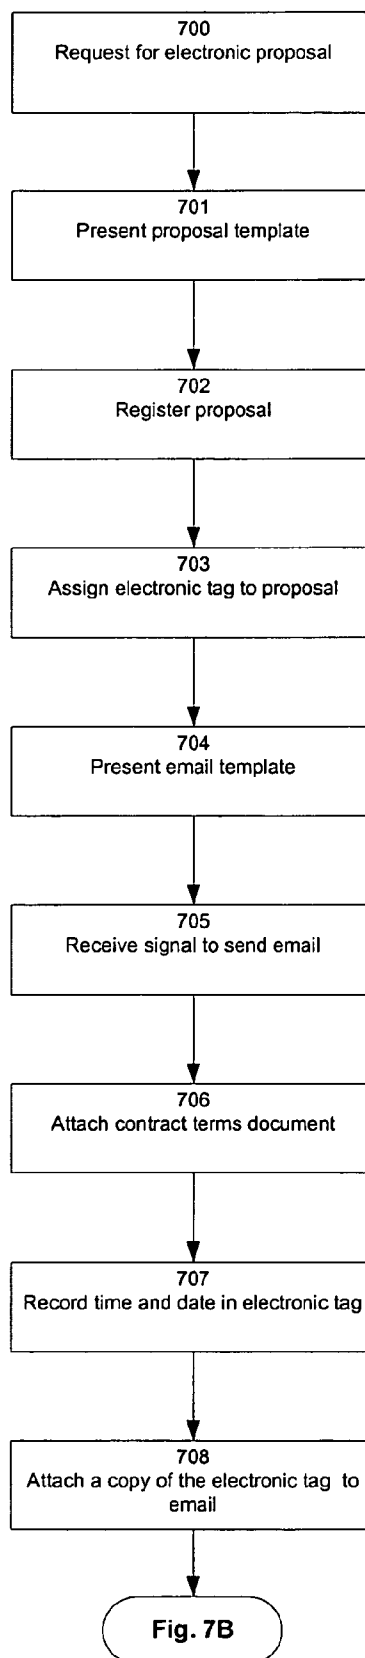 700
Request for electronic proposal
701
Present proposal template
702
Register proposal
703
Assign electronic tag to proposal
704
Present email template
705
Receive signal to send email
706
Attach contract terms document
707
Record time and date in electronic tag
708
Attach a copy of the electronic tag to
email
Fig. 7B